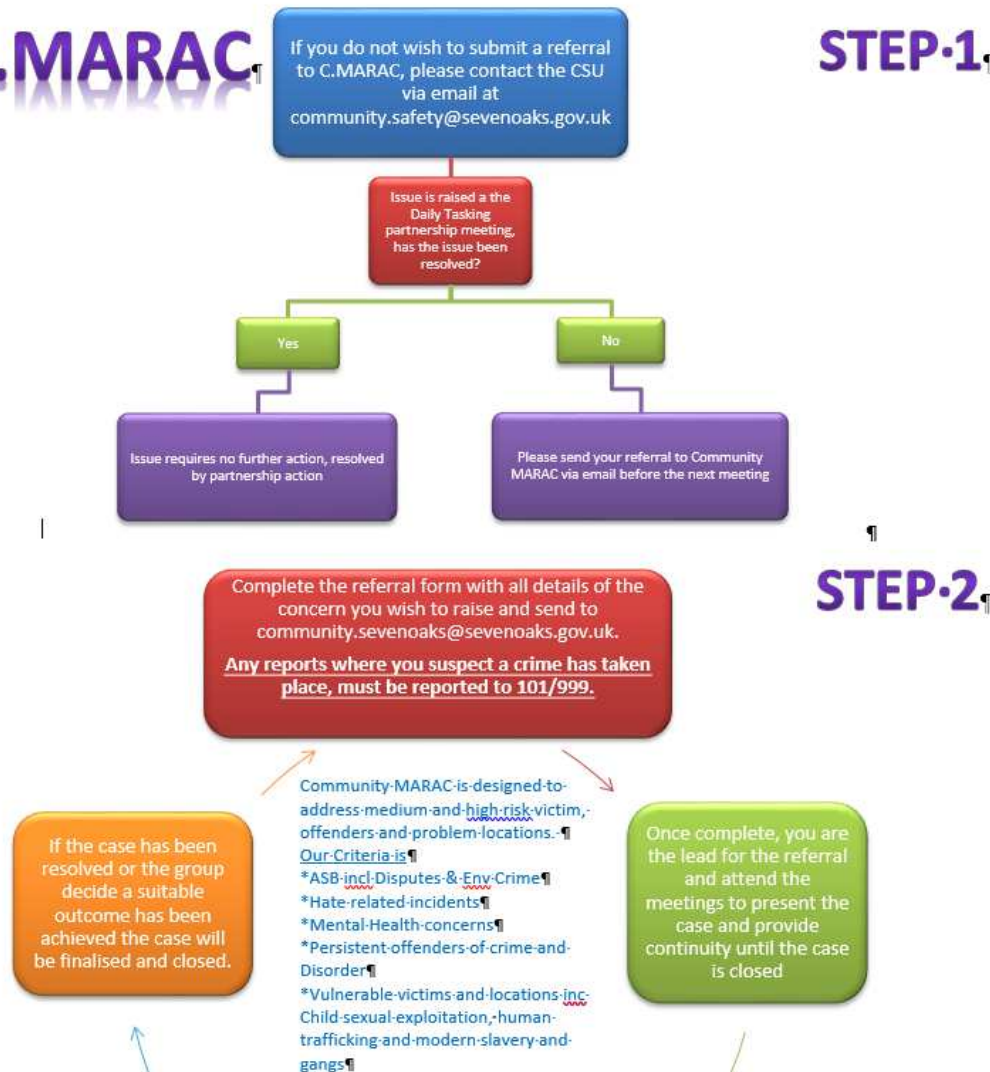 .MARAC¶
STEP·1¶
If you do not wish to submit a referral
to C.MARAC, please contact the CSU
via email at
community.safety@sevenoaks.gov.uk
Issue is raised a the
Daily Tasking
partnership meeting,
has the issue been
resolved?
Yes
No
Issue requires no further action, resolved
by partnership action
Please send your referral to Community
MARAC via email before the next meeting
¶
STEP·2¶
Complete the referral form with all details of the
concern you wish to raise and send to
community.sevenoaks@sevenoaks.gov.uk.
Any reports where you suspect a crime has taken
place, must be reported to 101/999.
Once complete, you are
the lead for the referral
and attend the
meetings to present the
case and provide
continuity until the case
is closed
If the case has been
resolved or the group
decide a suitable
outcome has been
achieved the case will
be finalised and closed.
Community·MARAC·is·designed·to·
address·medium·and·high·risk·victim,·
offenders·and·problem·locations.·¶
Our·Criteria·is¶
*ASB·incl·Disputes·&·Env·Crime¶
*Hate·related·incidents¶
*Mental·Health·concerns¶
*Persistent·offenders·of·crime·and·
Disorder¶
*Vulnerable·victims·and·locations·inc·
Child·sexual·exploitation,·human·
trafficking·and·modern·slavery·and·
gangs¶